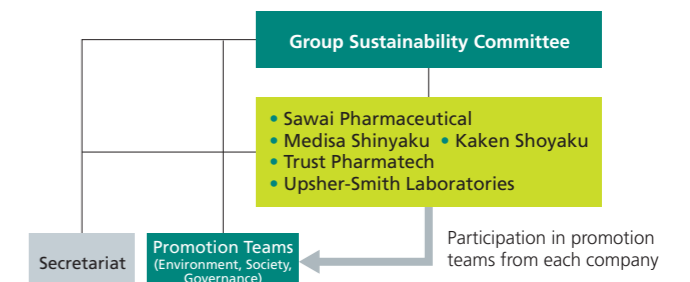 Group Sustainability Committee
• Sawai Pharmaceutical
• Medisa Shinyaku • Kaken Shoyaku
• Trust Pharmatech
• Upsher-Smith Laboratories
Secretariat
Promotion Teams
(Environment, Society,
Governance)
Participation in promotion
teams from each company